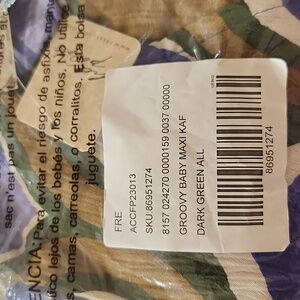 sac n'est pas un jouet
ENCIA: Para evitar el riesgo de asfixia, mant
lejos de los bebés y los niños. No utilice
s, camas, carreolas, o corralitos. Esta bolsa
juguete.
FRE
ACCFP23013
SKU:86951274
8157 024270 0000159 0037 00000
GROOVY BABY MAXI KAF
DARK GREEN ALL
86951274